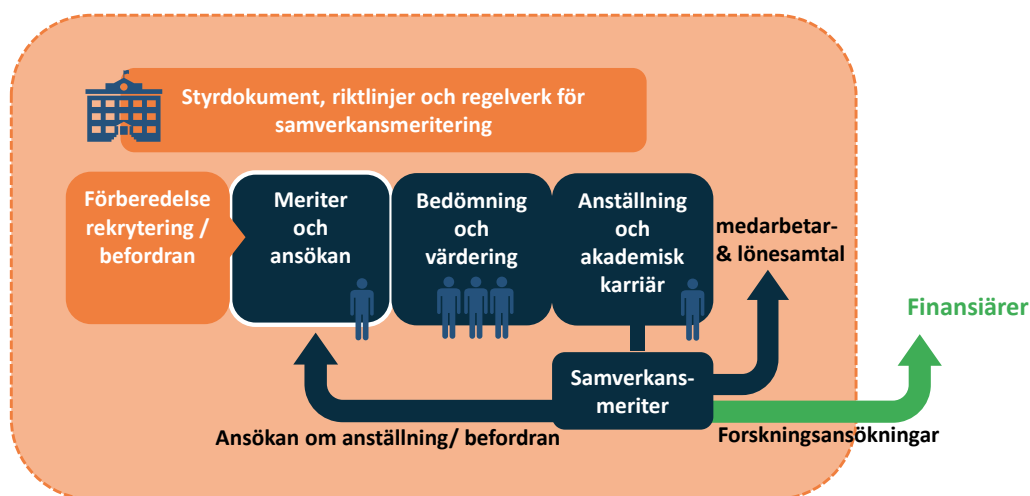 Styrdokument, riktlinjer och regelverk för
samverkansmeritering
Förberedelse
rekrytering /
befordran
Meriter
och
ansökan
Bedömning
och
värdering
Anställning
och
akademisk
karriär
medarbetar-
& lönesamtal
Finansiärer
Samverkans-
meriter
Ansökan om anställning/ befordran
Forskningsansökningar